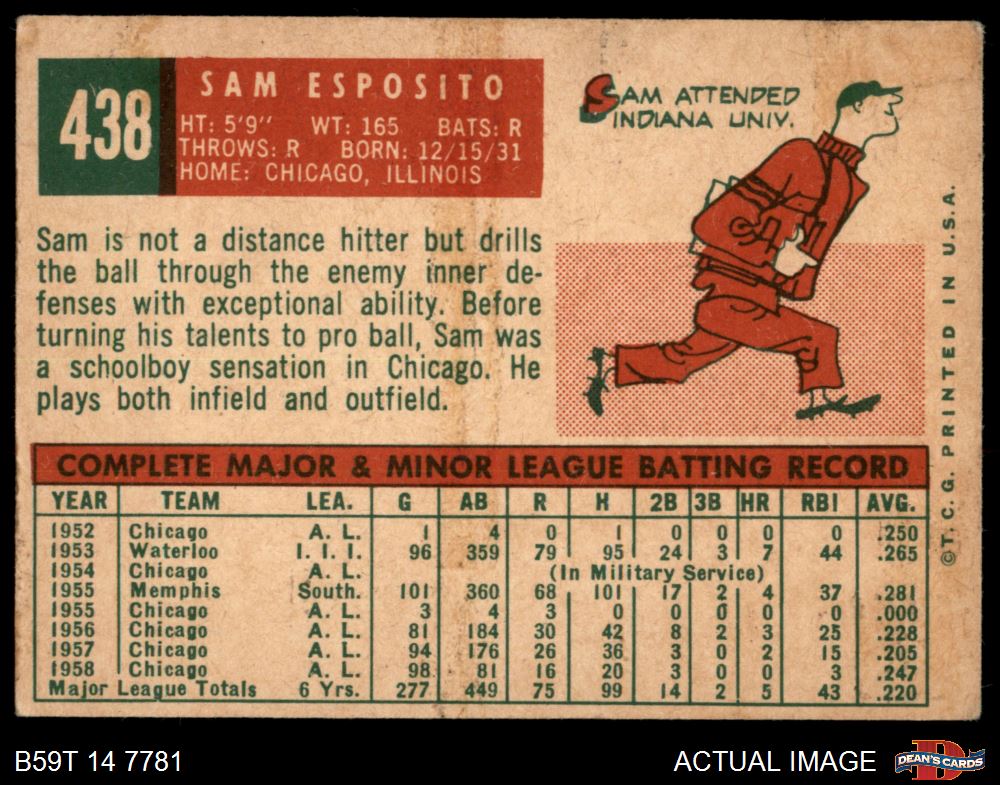 438
SAM ESPOSITO
HT: 5'9" WT: 165 BATS: R
THROWS: R BORN: 12/15/31
HOME: CHICAGO, ILLINOIS
SAM ATTENDED
INDIANA UNIV.
Sam is not a distance hitter but drills
the ball through the enemy inner de-
fenses with exceptional ability. Before
turning his talents to pro ball, Sam was
a schoolboy sensation in Chicago. He
plays both infield and outfield.
COMPLETE MAJOR & MINOR LEAGUE BATTING RECORD
YEAR TEAM LEA. G AB R H 2B 3B HR RBI AVG.
1952 Chicago A. L. 1 4 0 1 0 0 0 0 .250
1953 Waterloo I. I. I. 96 359 79 95 24 3 7 44 .265
1954 Chicago A. L. (In Military Service)
1955 Memphis South. 101 360 68 101 17 2 4 37 .281
1955 Chicago A. L. 3 4 3 0 0 0 0 0 .000
1956 Chicago A. L. 81 184 30 42 8 2 3 25 .228
1957 Chicago A. L. 94 176 26 36 3 0 2 15 .205
1958 Chicago A. L. 98 81 16 20 3 0 0 3 .247
Major League Totals 6 Yrs. 277 449 75 99 14 2 5 43 .220
©T. C. G. PRINTED IN U.S.A.
B59T 14 7781
ACTUAL IMAGE
D
DEAN'S CARDS